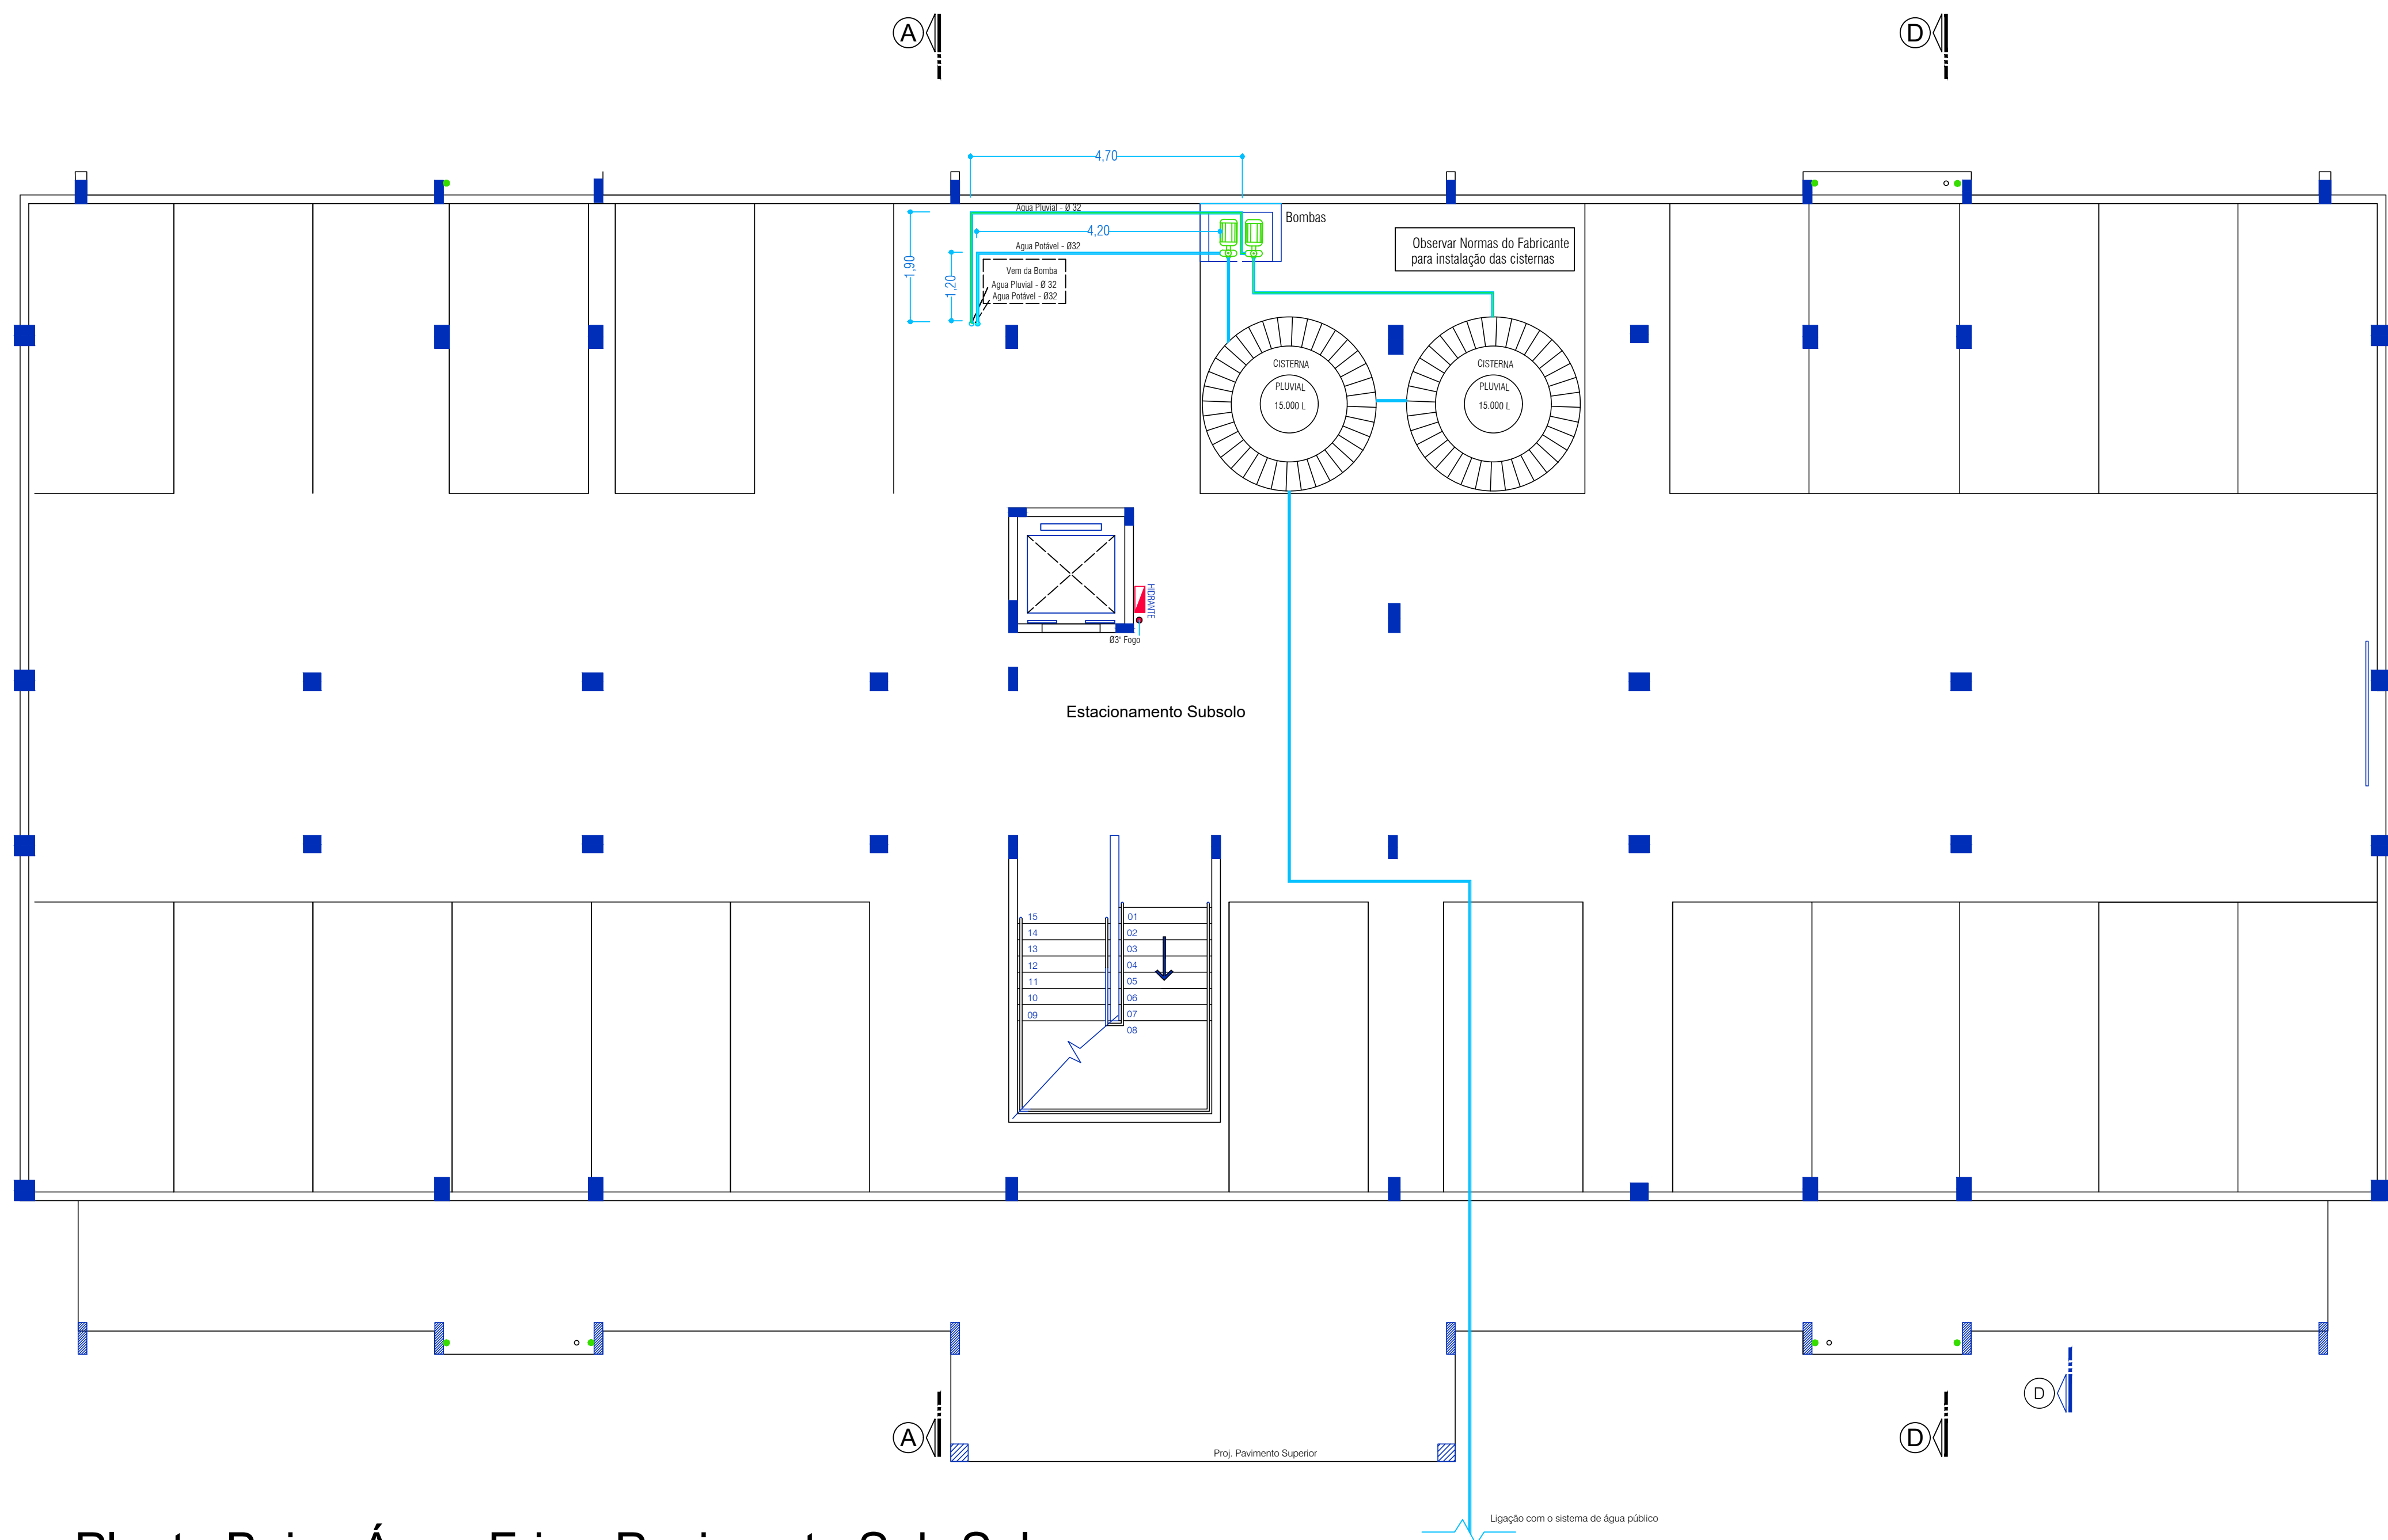 A
D
4,70
Agua Pluvial - Ø 32
Bombas
4,20
Observar Normas do Fabricante
para instalação das cisternas
Agua Potável - Ø32
1,90
1,20
Vem da Bomba
Agua Pluvial - Ø 32
Agua Potável - Ø32
CISTERNA
PLUVIAL
15.000 L
CISTERNA
PLUVIAL
15.000 L
HIDRANTE
Ø3" Fogo
Estacionamento Subsolo
15
01
14
02
13
03
12
04
11
05
10
06
09
07
08
D
A
D
Proj. Pavimento Superior
Ligação com o sistema de água público